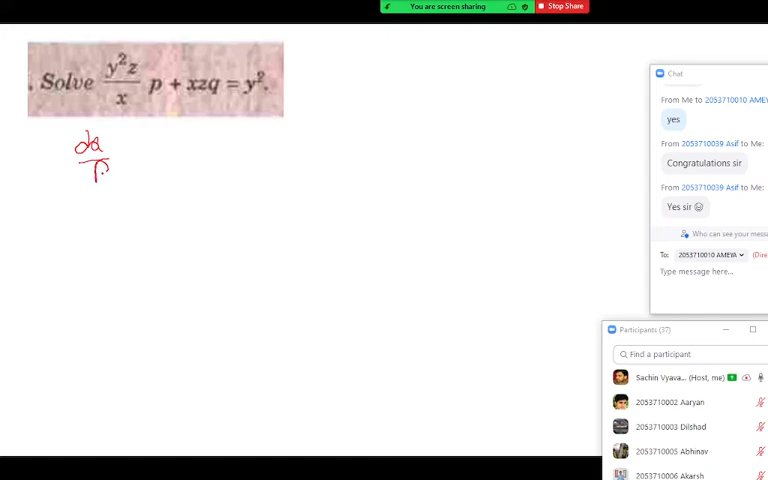 You are screen sharing
Stop Share
. Solve y²z/x p + xzq = y².
dx/P
Chat
From Me to 2053710010 AMEY
yes
From 2053710039 Asif to Me:
Congratulations sir
From 2053710039 Asif to Me:
Yes sir 😊
Who can see your messa
To: 2053710010 AMEYA (Dire
Type message here...
Participants (37)
Find a participant
Sachin Vyava... (Host, me)
2053710002 Aaryan
2053710003 Dilshad
2053710005 Abhinav
2053710006 Akarsh